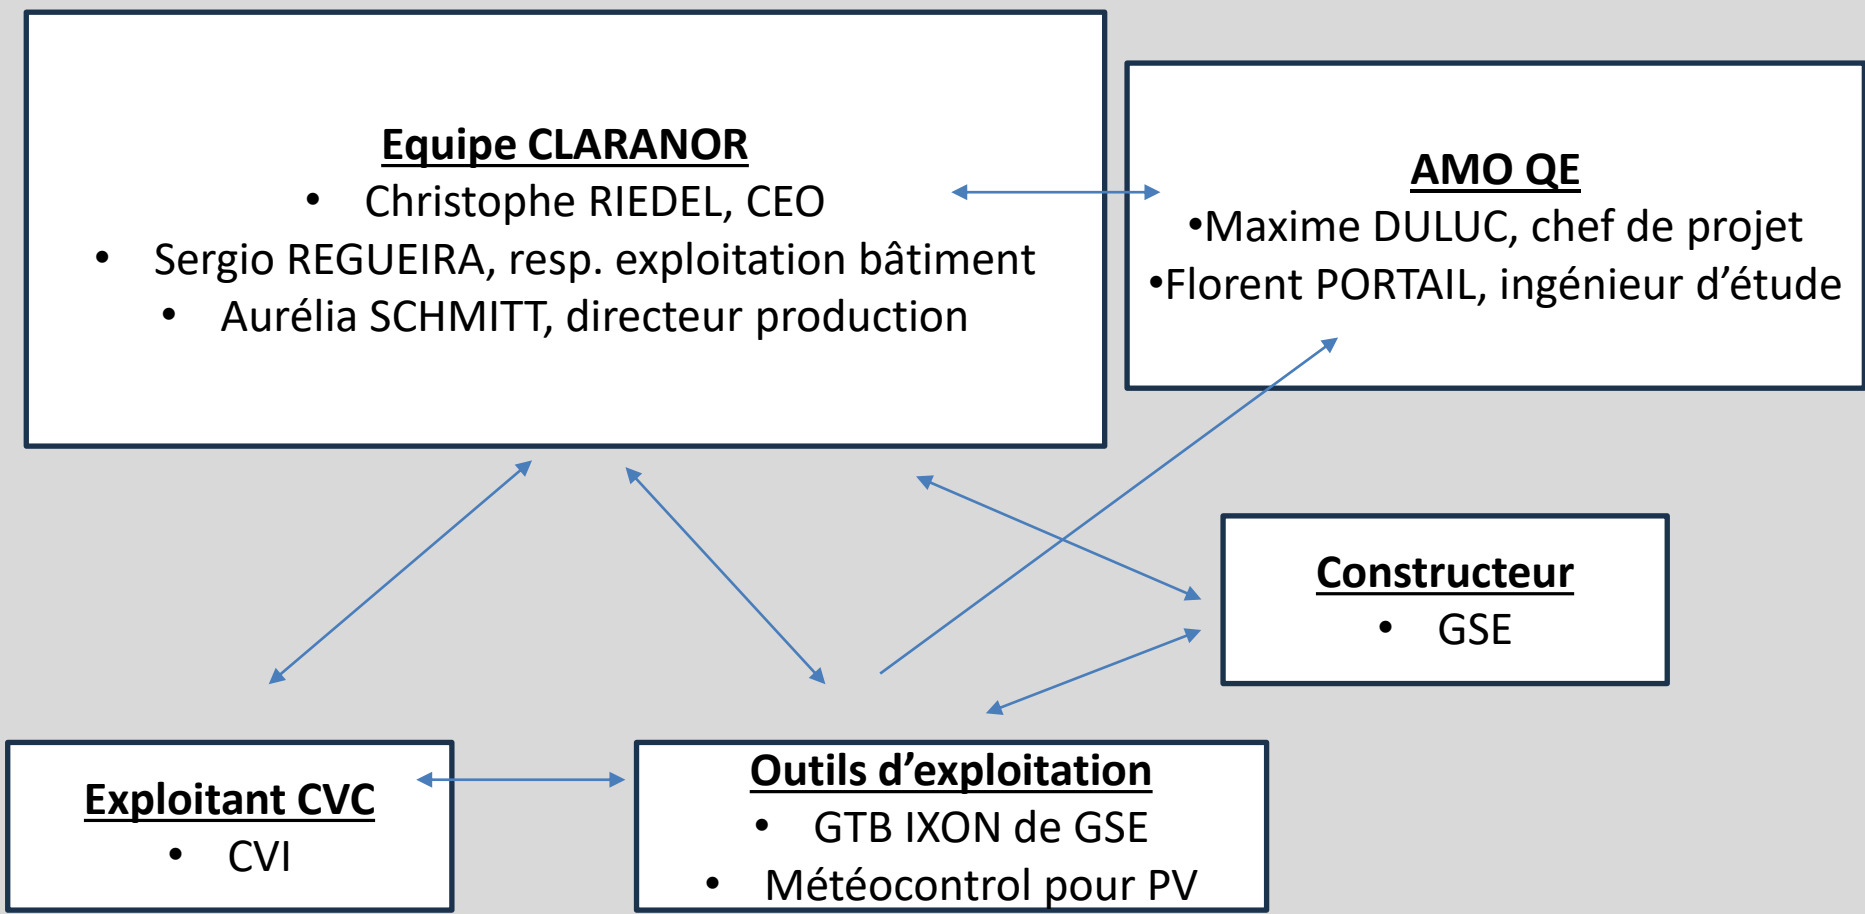 Equipe CLARANOR
• Christophe RIEDEL, CEO
• Sergio REGUEIRA, resp. exploitation bâtiment
• Aurélia SCHMITT, directeur production
AMO QE
•Maxime DULUC, chef de projet
•Florent PORTAIL, ingénieur d’étude
Constructeur
• GSE
Exploitant CVC
• CVI
Outils d’exploitation
• GTB IXON de GSE
• Météocontrol pour PV